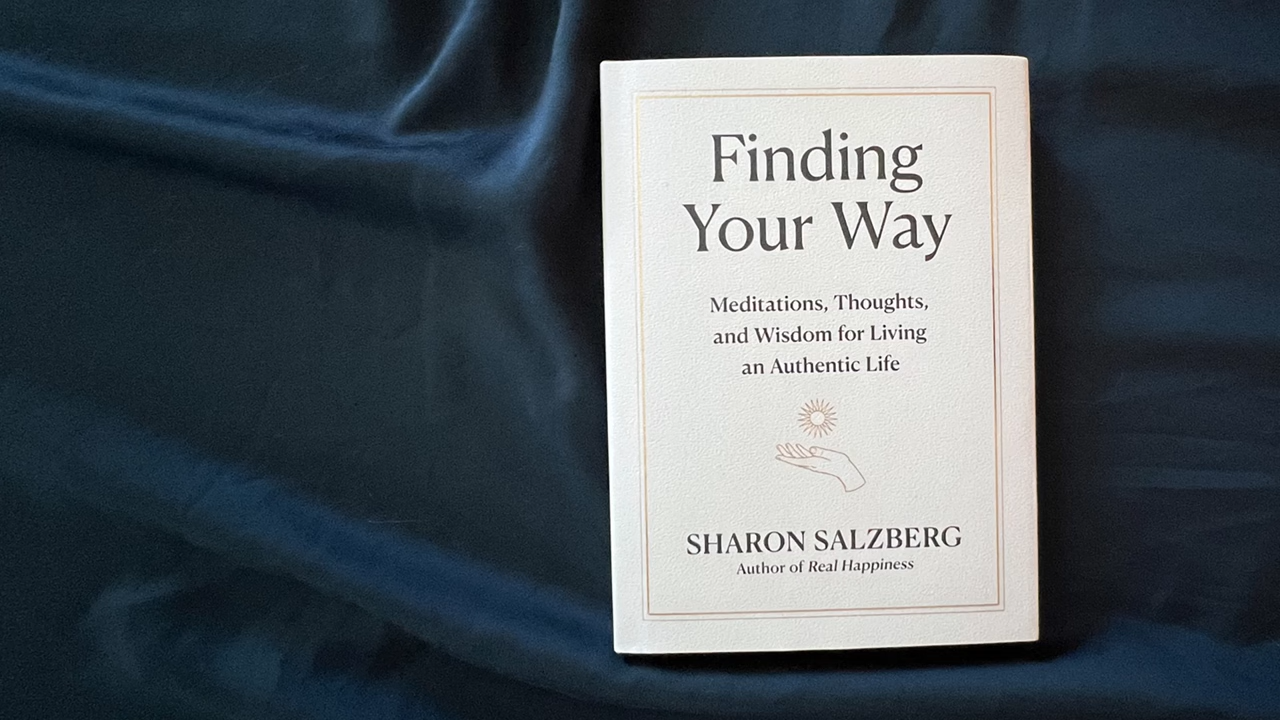 Finding
Your Way
Meditations, Thoughts,
and Wisdom for Living
an Authentic Life
SHARON SALZBERG
Author of Real Happiness